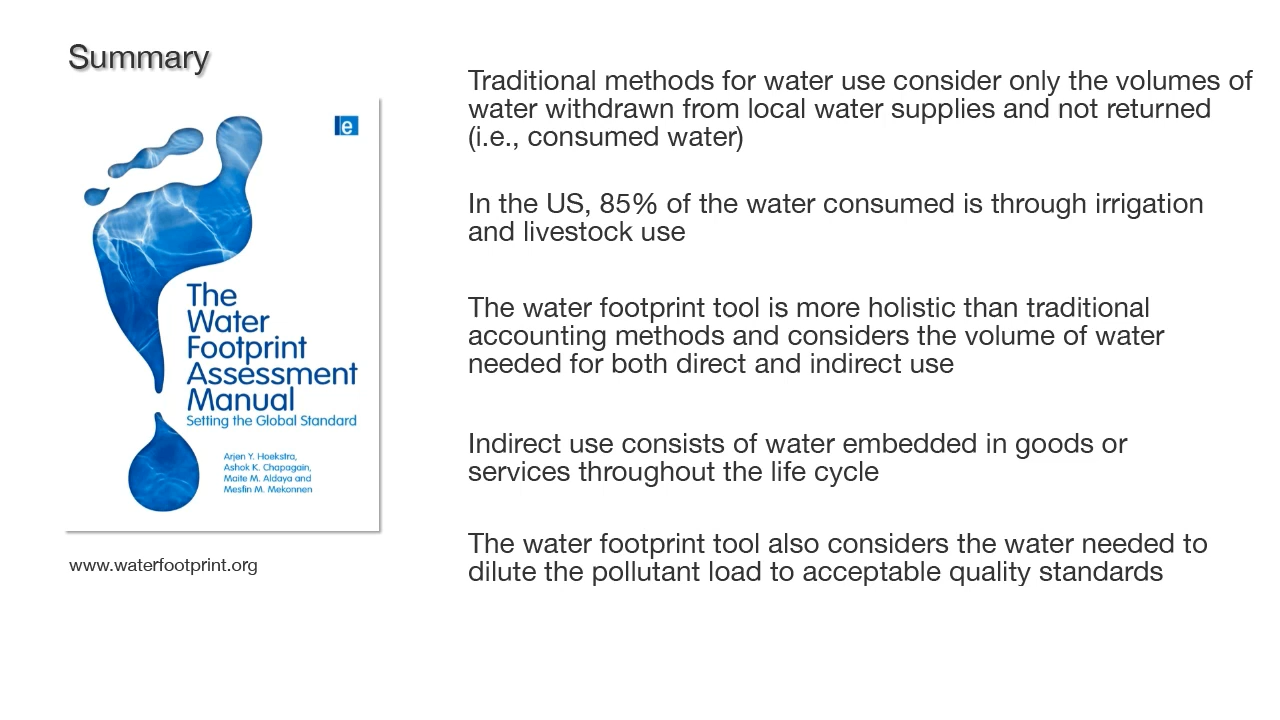 Summary
e
The
Water
Footprint
Assessment
Manual
Setting the Global Standard
Arjen Y. Hoekstra,
Ashok K. Chapagain,
Maite M. Aldaya and
Mesfin M. Mekonnen
www.waterfootprint.org
Traditional methods for water use consider only the volumes of
water withdrawn from local water supplies and not returned
(i.e., consumed water)
In the US, 85% of the water consumed is through irrigation
and livestock use
The water footprint tool is more holistic than traditional
accounting methods and considers the volume of water
needed for both direct and indirect use
Indirect use consists of water embedded in goods or
services throughout the life cycle
The water footprint tool also considers the water needed to
dilute the pollutant load to acceptable quality standards